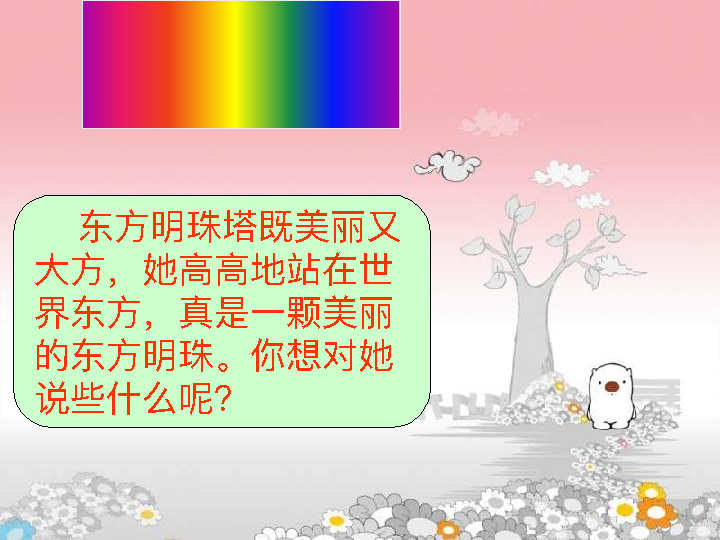 东方明珠塔既美丽又
大方，她高高地站在世
界东方，真是一颗美丽
的东方明珠。你想对她
说些什么呢?